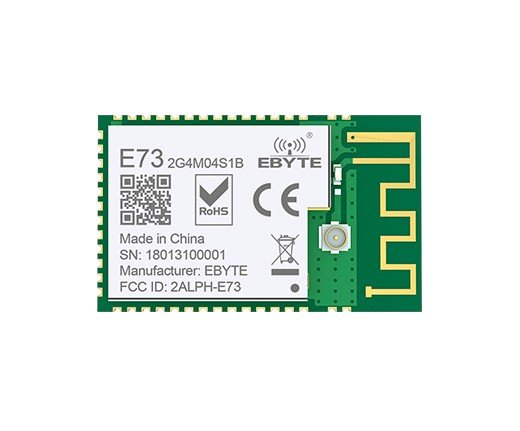 E73 2G4M04S1B
EBYTE ®
RoHS
CE
Made in China
SN: 18013100001
Manufacturer: EBYTE
FCC ID: 2ALPH-E73